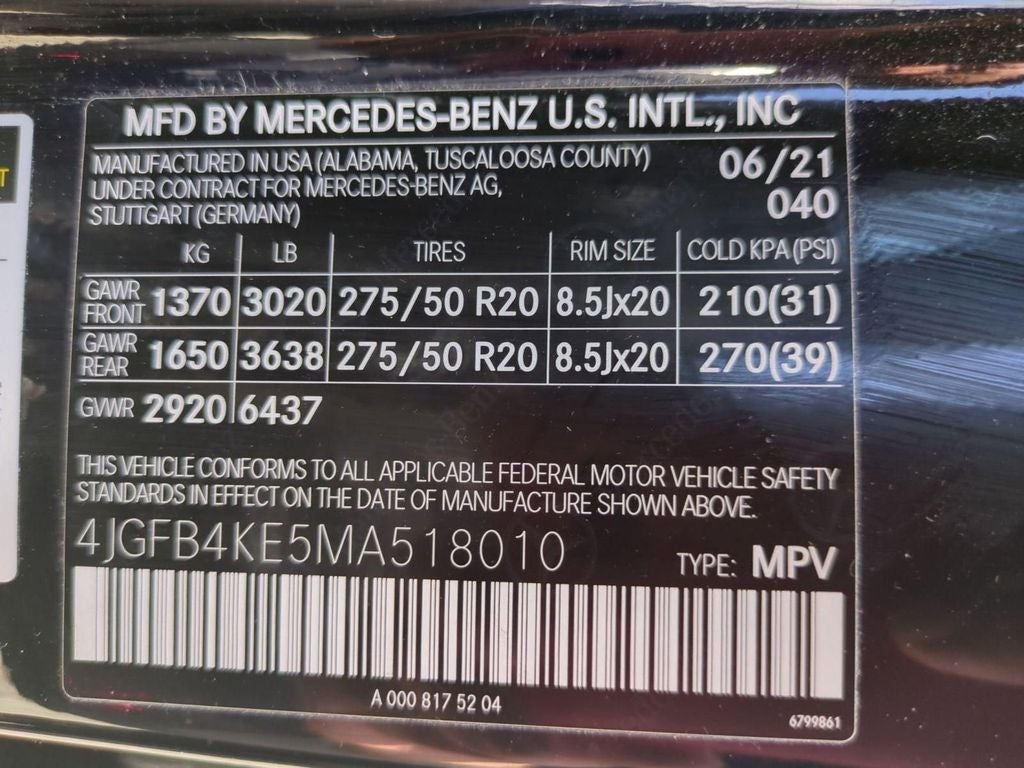 MFD BY MERCEDES-BENZ U.S. INTL., INC
MANUFACTURED IN USA (ALABAMA, TUSCALOOSA COUNTY) 06/21
UNDER CONTRACT FOR MERCEDES-BENZ AG, 040
STUTTGART (GERMANY)
KG LB TIRES RIM SIZE COLD KPA(PSI)
GAWR FRONT 1370 3020 275/50 R20 8.5Jx20 210(31)
GAWR REAR 1650 3638 275/50 R20 8.5Jx20 270(39)
GVWR 2920 6437
THIS VEHICLE CONFORMS TO ALL APPLICABLE FEDERAL MOTOR VEHICLE SAFETY
STANDARDS IN EFFECT ON THE DATE OF MANUFACTURE SHOWN ABOVE.
4JGFB4KE5MA518010 TYPE: MPV
A 000 817 52 04
6799861